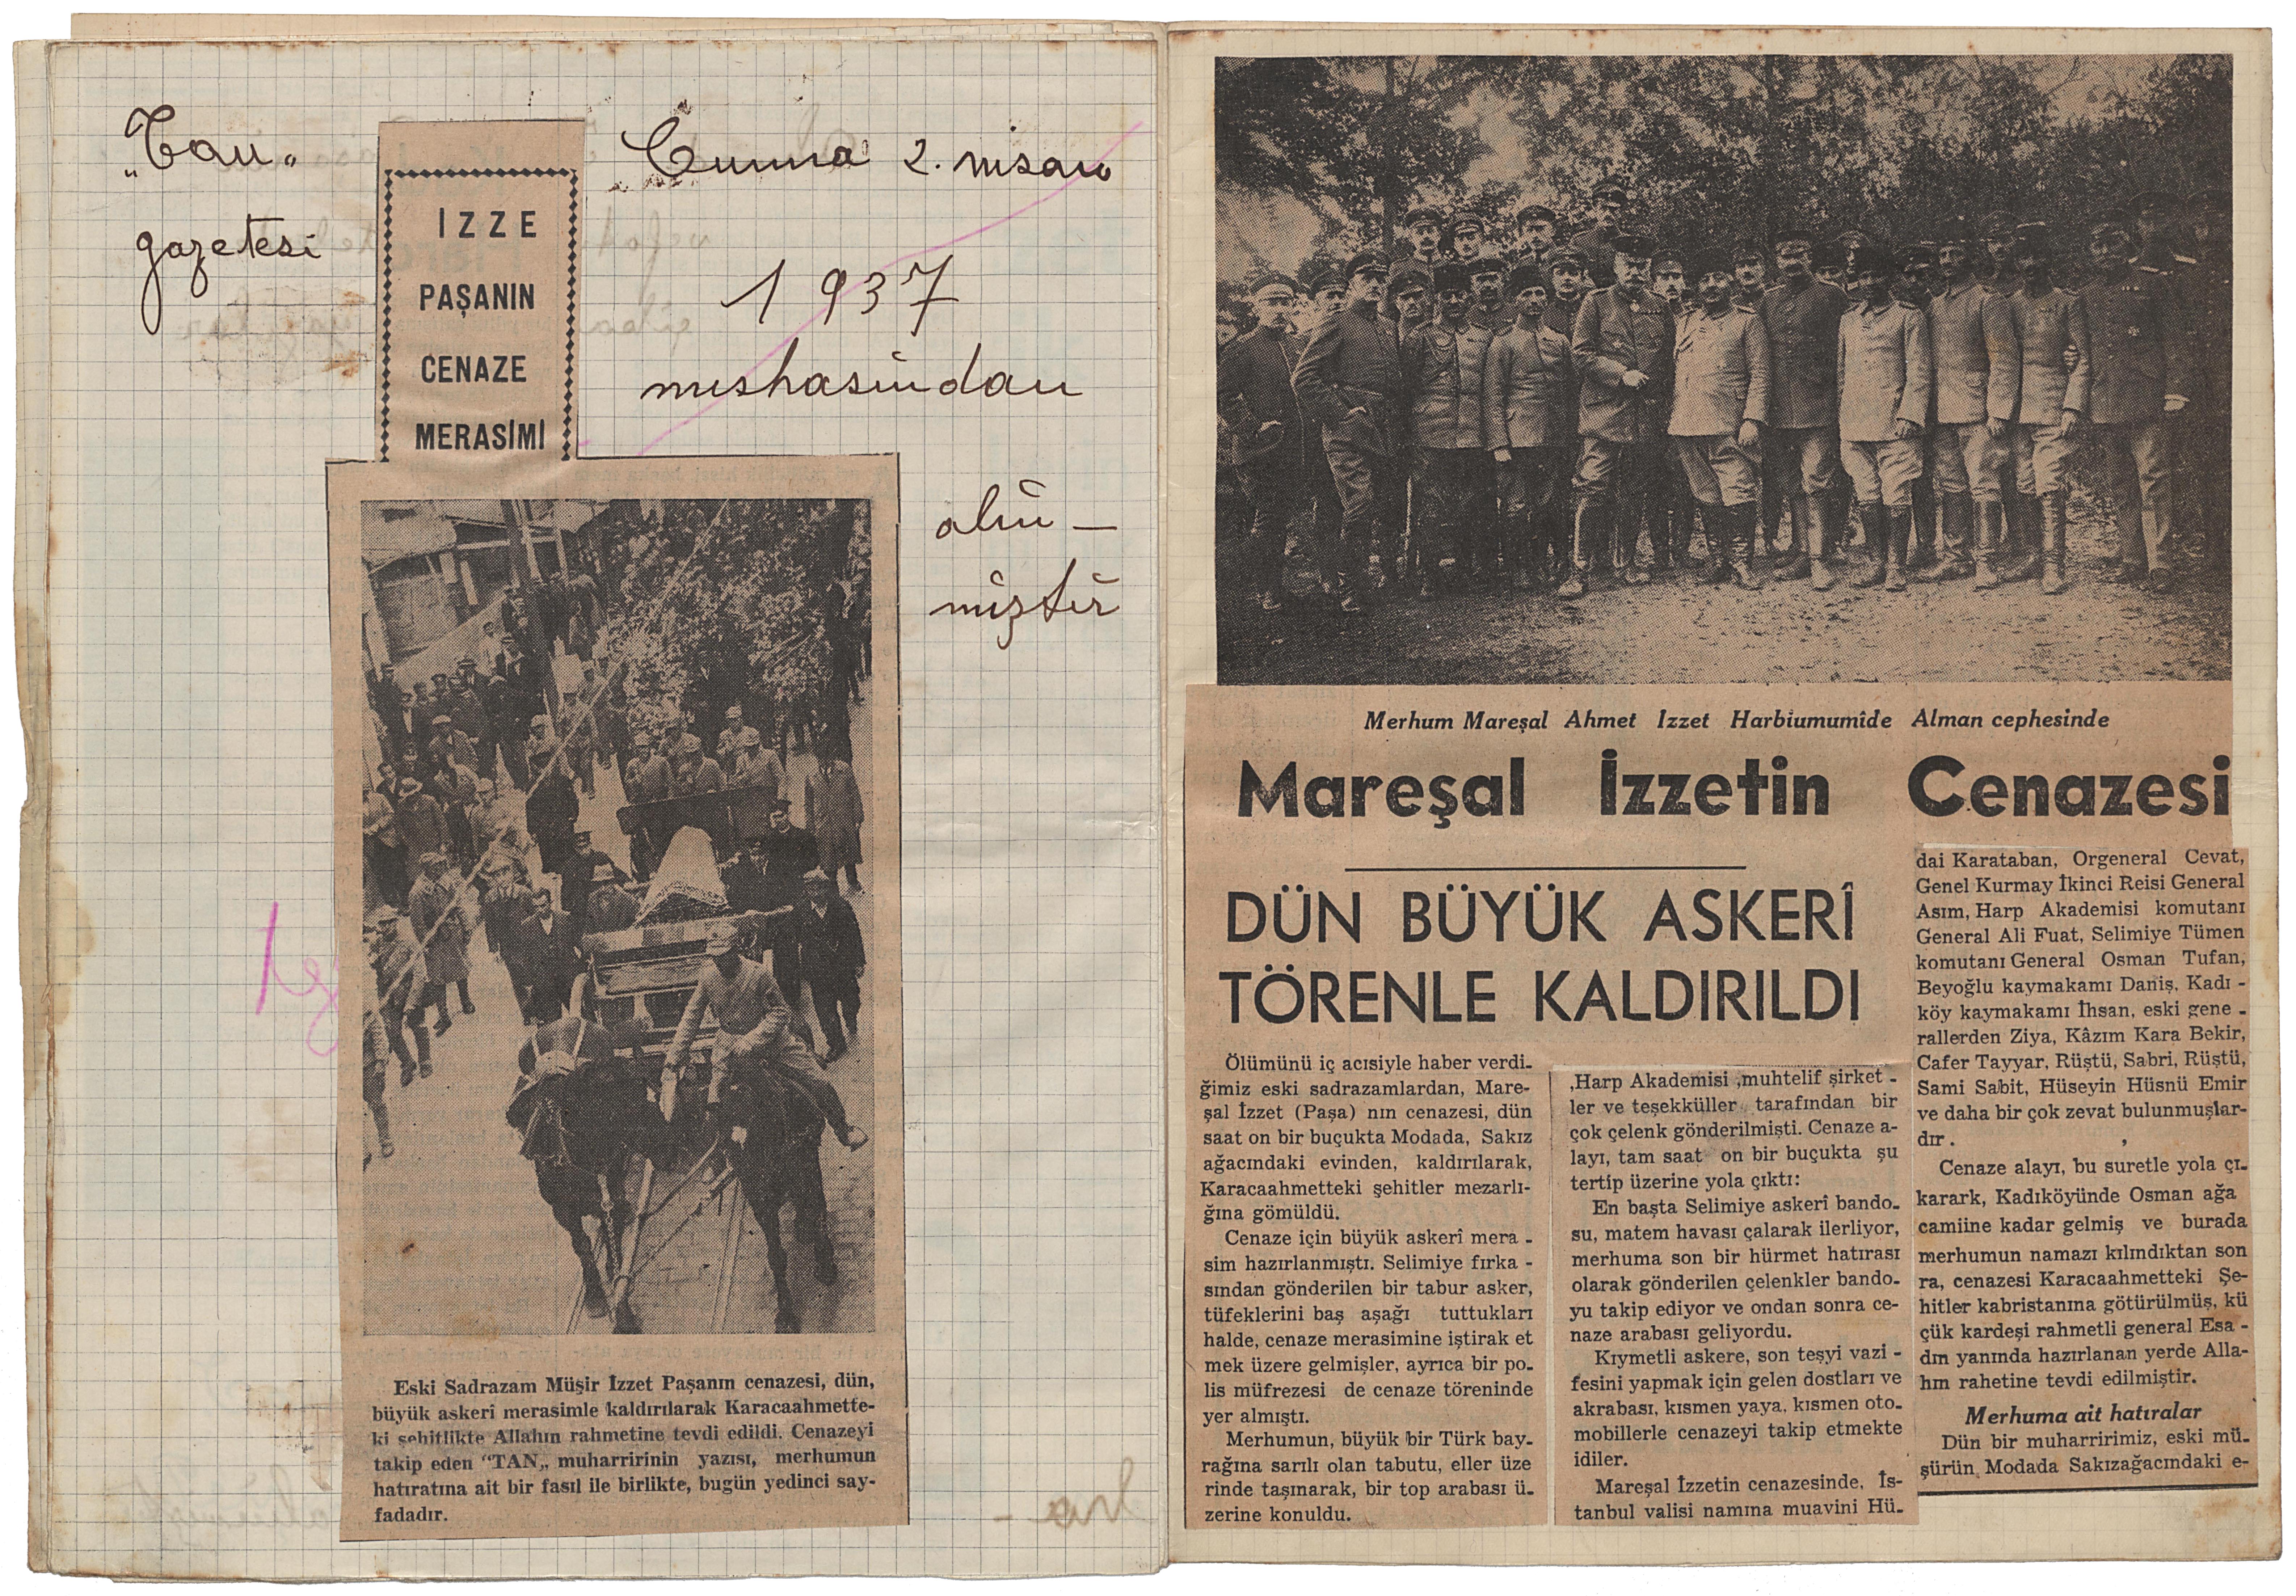 „Tan„
gazetesi
Cuma 2. nisan
1937
nushasından
alın-
mıştır
İZZE
PAŞANIN
CENAZE
MERASİMİ
Eski Sadrazam Müşir İzzet Paşanın cenazesi, dün,
büyük askerî merasimle kaldırılarak Karacaahmette-
ki şehitlikte Allahın rahmetine tevdi edildi. Cenazeyi
takip eden "TAN„ muharririnin yazısı, merhumun
hatıratına ait bir fasıl ile birlikte, bugün yedinci say-
fadadır.
Merhum Mareşal Ahmet Izzet Harbiumumîde Alman cephesinde
Mareşal İzzetin Cenazesi
DÜN BÜYÜK ASKERÎ
TÖRENLE KALDIRILDI
Ölümünü iç acısiyle haber verdi-
ğimiz eski sadrazamlardan, Mare-
şal İzzet (Paşa) nın cenazesi, dün
saat on bir buçukta Modada, Sakız
ağacındaki evinden, kaldırılarak,
Karacaahmetteki şehitler mezarlı-
ğına gömüldü.
Cenaze için büyük askerî mera -
sim hazırlanmıştı. Selimiye fırka -
sından gönderilen bir tabur asker,
tüfeklerini baş aşağı tuttukları
halde, cenaze merasimine iştirak et
mek üzere gelmişler, ayrıca bir po-
lis müfrezesi de cenaze töreninde
yer almıştı.
Merhumun, büyük bir Türk bay-
rağına sarılı olan tabutu, eller üze
rinde taşınarak, bir top arabası ü-
zerine konuldu.
,Harp Akademisi ,muhtelif şirket -
ler ve teşekküller tarafından bir
çok çelenk gönderilmişti. Cenaze a-
layı, tam saat on bir buçukta şu
tertip üzerine yola çıktı:
En başta Selimiye askerî bando-
su, matem havası çalarak ilerliyor,
merhuma son bir hürmet hatırası
olarak gönderilen çelenkler bando-
yu takip ediyor ve ondan sonra ce-
naze arabası geliyordu.
Kıymetli askere, son teşyi vazi -
fesini yapmak için gelen dostları ve
akrabası, kısmen yaya, kısmen oto-
mobillerle cenazeyi takip etmekte
idiler.
Mareşal İzzetin cenazesinde, İs-
tanbul valisi namına muavini Hü-
dai Karataban, Orgeneral Cevat,
Genel Kurmay İkinci Reisi General
Asım, Harp Akademisi komutanı
General Ali Fuat, Selimiye Tümen
komutanı General Osman Tufan,
Beyoğlu kaymakamı Daniş, Kadı -
köy kaymakamı İhsan, eski gene -
rallerden Ziya, Kâzım Kara Bekir,
Cafer Tayyar, Rüştü, Sabri, Rüştü,
Sami Sabit, Hüseyin Hüsnü Emir
ve daha bir çok zevat bulunmuşlar-
dır.
Cenaze alayı, bu suretle yola çı-
karark, Kadıköyünde Osman ağa
camiine kadar gelmiş ve burada
merhumun namazı kılındıktan son
ra, cenazesi Karacaahmetteki Şe-
hitler kabristanına götürülmüş, kü
çük kardeşi rahmetli general Esa -
dın yanında hazırlanan yerde Alla-
hın rahetine tevdi edilmiştir.
Merhuma ait hatıralar
Dün bir muharririmiz, eski mü-
şürün, Modada Sakızağacındaki e-